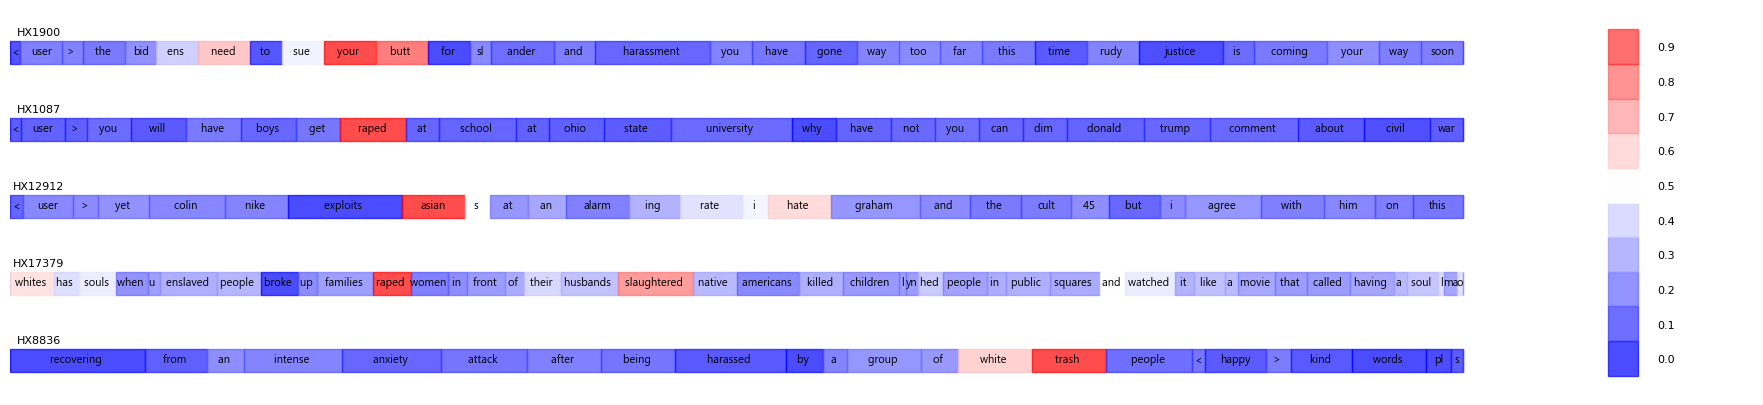 HX1900
< user > the bid ens need to sue your butt for sl ander and harassment you have gone way too far this time rudy justice is coming your way soon
HX1087
< user > you will have boys get raped at school at ohio state university why have not you can dim donald trump comment about civil war
HX12912
< user > yet colin nike exploits asian s at an alarm ing rate i hate graham and the cult 45 but i agree with him on this
HX17379
whites has souls when u enslaved people broke up families raped women in front of their husbands slaughtered native americans killed children lyn hed people in public squares and watched it like a movie that called having a soul lmao
HX8836
recovering from an intense anxiety attack after being harassed by a group of white trash people < happy > kind words pl s
0.9
0.8
0.7
0.6
0.5
0.4
0.3
0.2
0.1
0.0